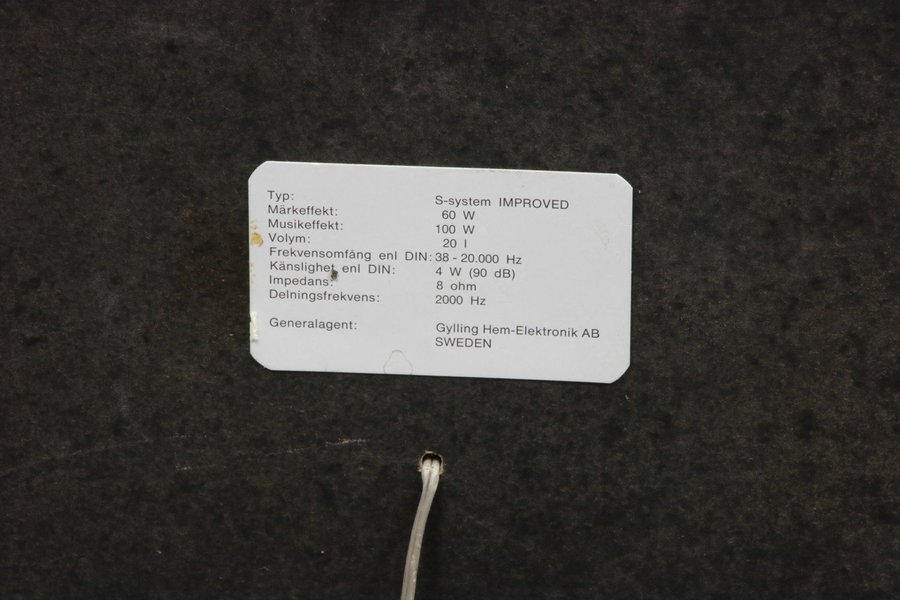 Typ: S-system IMPROVED
Märkeffekt: 60 W
Musikeffekt: 100 W
Volym: 20 l
Frekvensomfång enl DIN: 38 - 20.000 Hz
Känslighet enl DIN: 4 W (90 dB)
Impedans: 8 ohm
Delningsfrekvens: 2000 Hz
Generalagent: Gylling Hem-Elektronik AB
SWEDEN